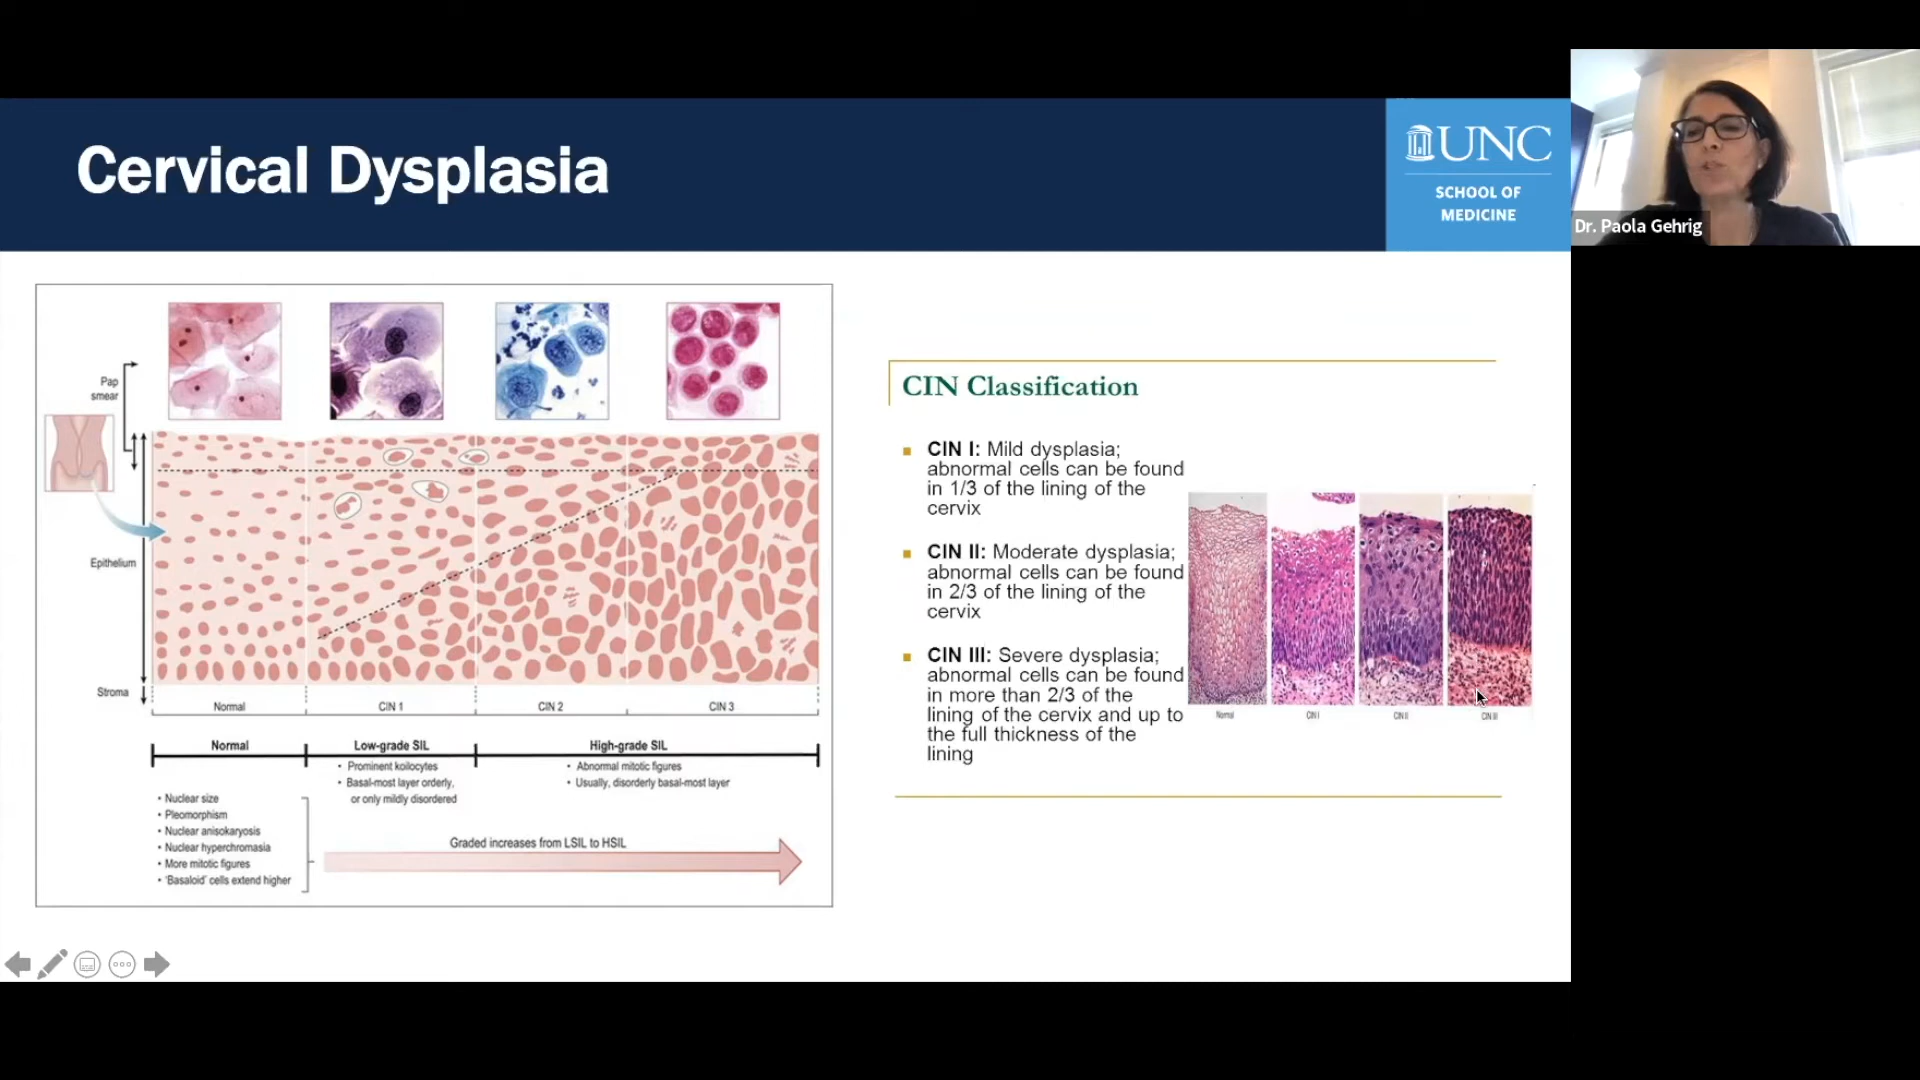 Cervical Dysplasia
UNC
SCHOOL OF
MEDICINE
Dr. Paola Gehrig
Pap
smear
Epithelium
Stroma
Normal
CIN 1
CIN 2
CIN 3
Normal
Low-grade SIL
High-grade SIL
• Prominent koilocytes
• Basal-most layer orderly,
or only mildly disordered
• Abnormal mitotic figures
• Usually, disorderly basal-most layer
• Nuclear size
• Pleomorphism
• Nuclear anisokaryosis
• Nuclear hyperchromasia
• More mitotic figures
• 'Basaloid' cells extend higher
Graded increases from LSIL to HSIL
CIN Classification
▪ CIN I: Mild dysplasia;
abnormal cells can be found
in 1/3 of the lining of the
cervix
▪ CIN II: Moderate dysplasia;
abnormal cells can be found
in 2/3 of the lining of the
cervix
▪ CIN III: Severe dysplasia;
abnormal cells can be found
in more than 2/3 of the
lining of the cervix and up to
the full thickness of the
lining
Normal
CIN I
CIN II
CIN III